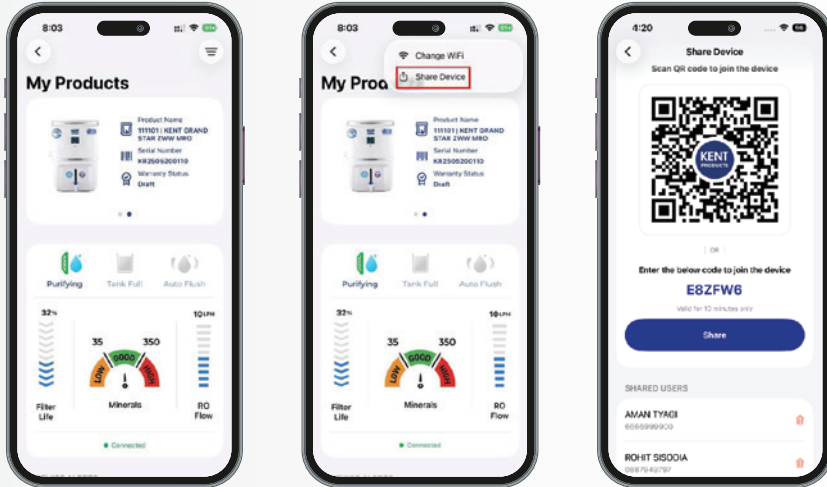 8:03
My Products
Product Name
111101 | KENT GRAND
STAR ZWW MRO
Serial Number
KR2505200110
Warranty Status
Draft
Purifying
Tank Full
Auto Flush
32%
10 LPM
35
350
LOW
GOOD
HIGH
Filter
Life
Minerals
RO
Flow
Connected
8:03
Change WiFi
Share Device
My Prod
Product Name
111101 | KENT GRAND
STAR ZWW MRO
Serial Number
KR2505200110
Warranty Status
Draft
Purifying
Tank Full
Auto Flush
32%
10 LPM
35
350
LOW
GOOD
HIGH
Filter
Life
Minerals
RO
Flow
Connected
4:20
Share Device
Scan QR code to join the device
KENT
PRODUCTS
OR
Enter the below code to join the device
E8ZFW6
Valid for 10 minutes only
Share
SHARED USERS
AMAN TYAGI
ROHIT SISODIA